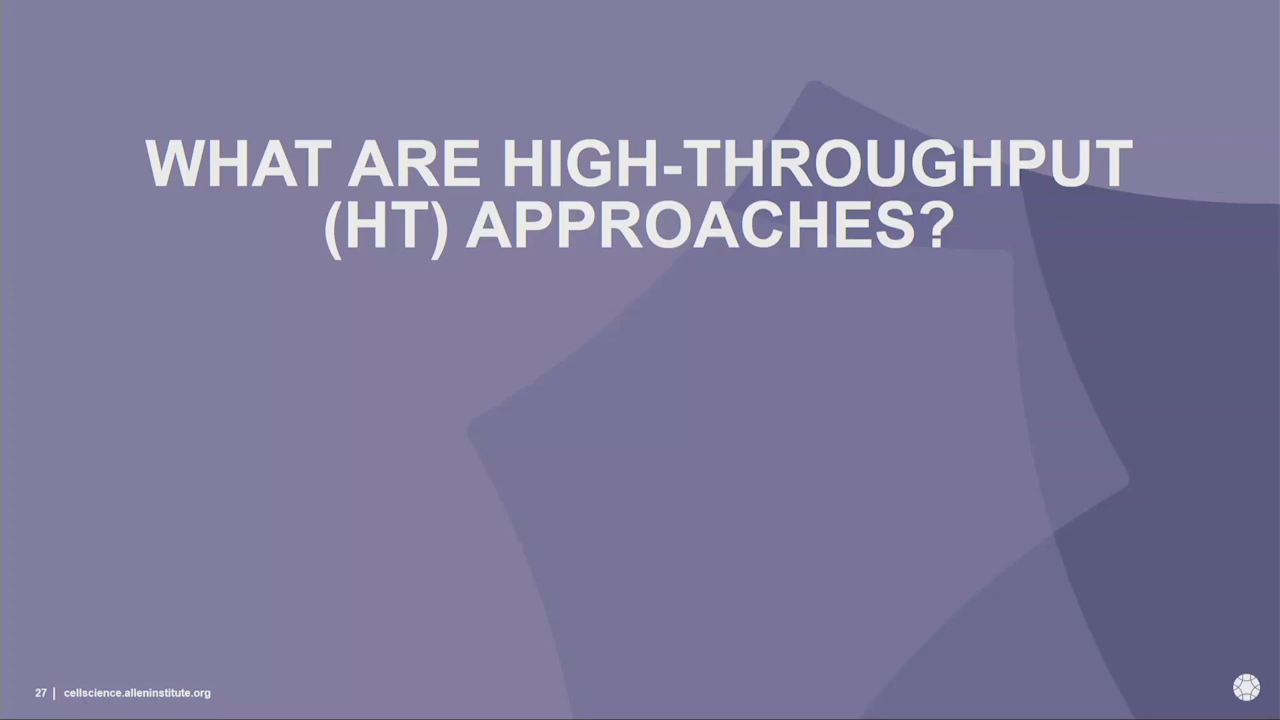 WHAT ARE HIGH-THROUGHPUT
(HT) APPROACHES?
27 | cellscience.alleninstitute.org